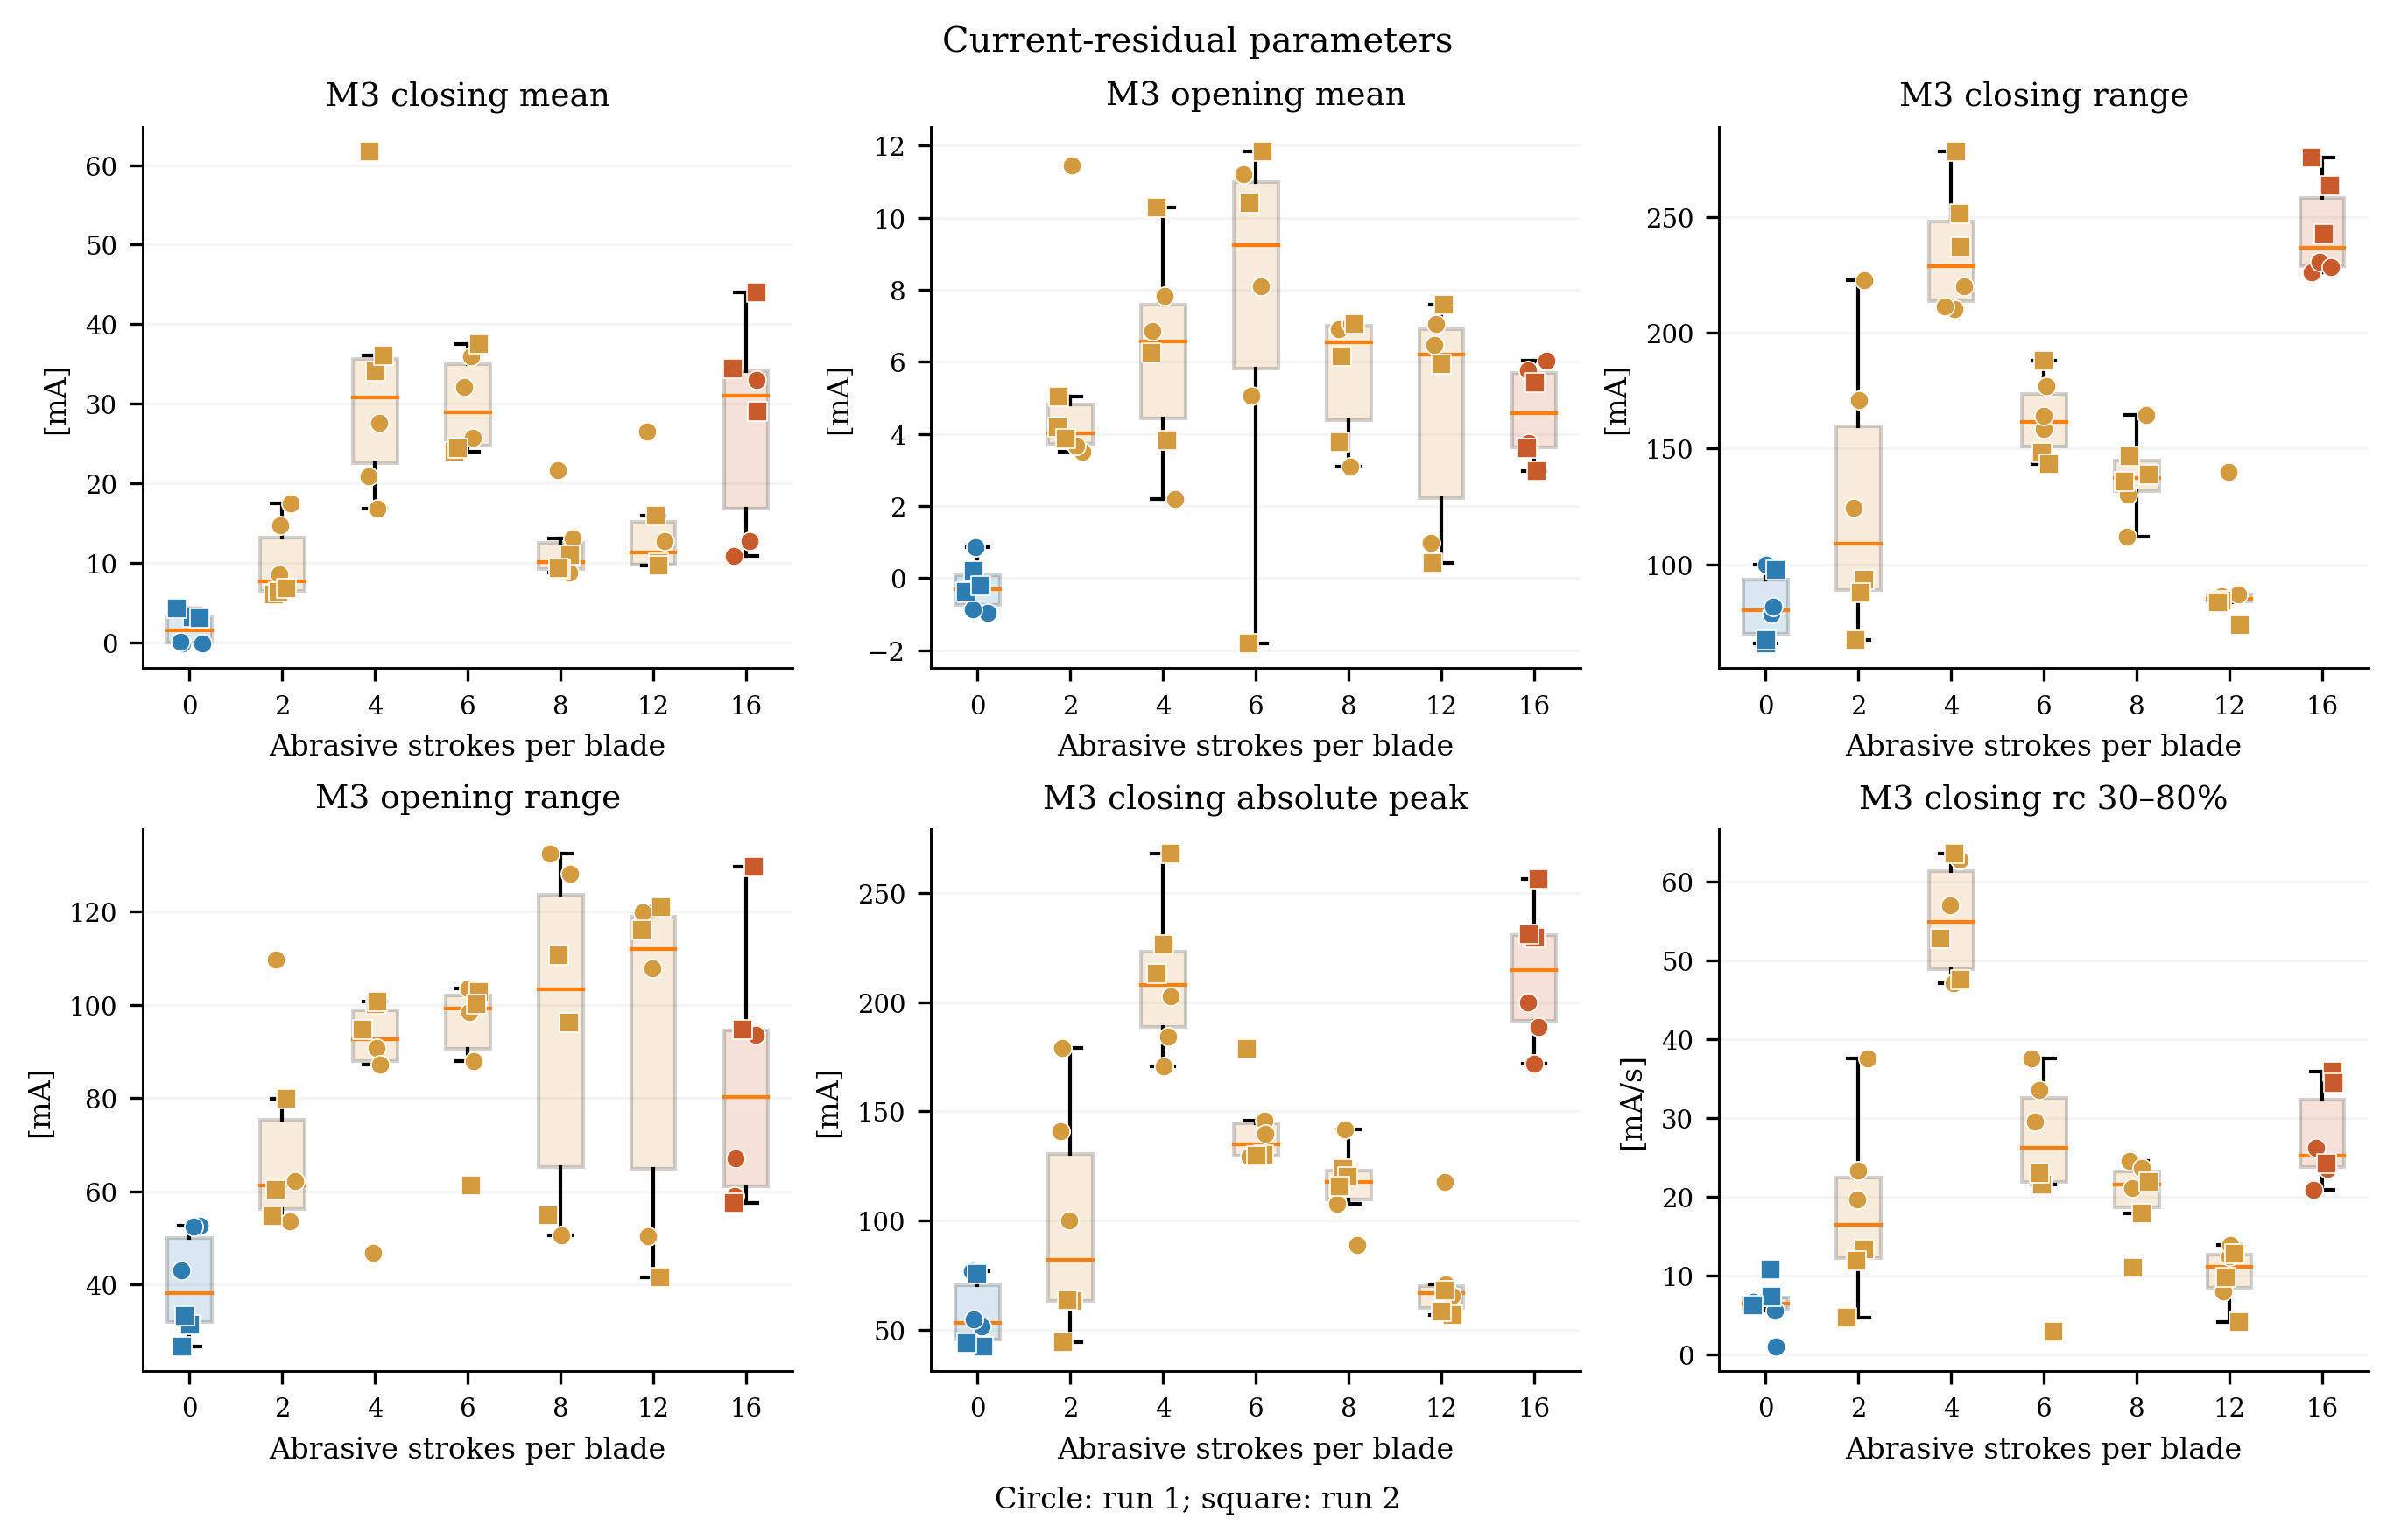 Current-residual parameters
M3 closing mean
60
50
40
30
20
10
0
[mA]
0 2 4 6 8 12 16
Abrasive strokes per blade
M3 opening mean
12
10
8
6
4
2
0
−2
[mA]
0 2 4 6 8 12 16
Abrasive strokes per blade
M3 closing range
250
200
150
100
[mA]
0 2 4 6 8 12 16
Abrasive strokes per blade
M3 opening range
120
100
80
60
40
[mA]
0 2 4 6 8 12 16
Abrasive strokes per blade
M3 closing absolute peak
250
200
150
100
50
[mA]
0 2 4 6 8 12 16
Abrasive strokes per blade
M3 closing rc 30–80%
60
50
40
30
20
10
0
[mA/s]
0 2 4 6 8 12 16
Abrasive strokes per blade
Circle: run 1; square: run 2